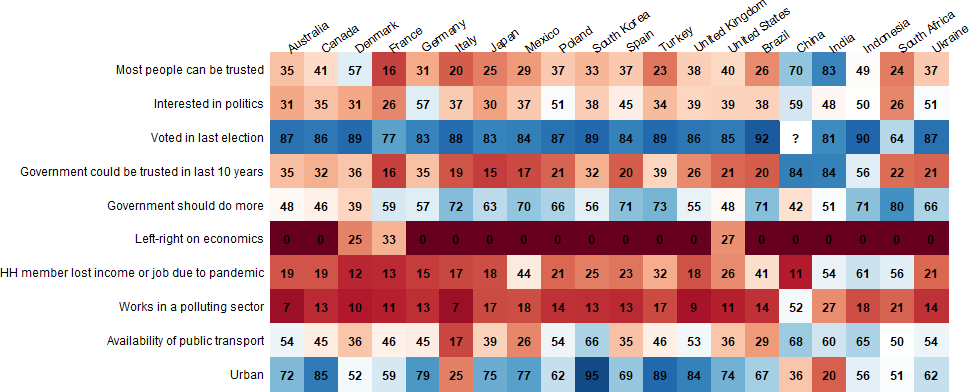 Australia Canada Denmark France Germany Italy Japan Mexico Poland South Korea Spain Turkey United Kingdom United States Brazil China India Indonesia South Africa Ukraine
Most people can be trusted 35 41 57 16 31 20 25 29 37 33 37 23 38 40 26 70 83 49 24 37
Interested in politics 31 35 31 26 57 37 30 37 51 38 45 34 39 39 38 59 48 50 26 51
Voted in last election 87 86 89 77 83 88 83 84 87 89 84 89 86 85 92 ? 81 90 64 87
Government could be trusted in last 10 years 35 32 36 16 35 19 15 17 21 32 20 39 26 21 20 84 84 56 22 21
Government should do more 48 46 39 59 57 72 63 70 66 56 71 73 55 48 71 42 51 71 80 66
Left-right on economics 0 0 25 33 0 0 0 0 0 0 0 0 0 27 0 0 0 0 0 0
HH member lost income or job due to pandemic 19 19 12 13 15 17 18 44 21 25 23 32 18 26 41 11 54 61 56 21
Works in a polluting sector 7 13 10 11 13 7 17 18 14 13 13 17 9 11 14 52 27 18 21 14
Availability of public transport 54 45 36 46 45 17 39 26 54 66 35 46 53 36 29 68 60 65 50 54
Urban 72 85 52 59 79 25 75 77 62 95 69 89 84 74 67 36 20 56 51 62